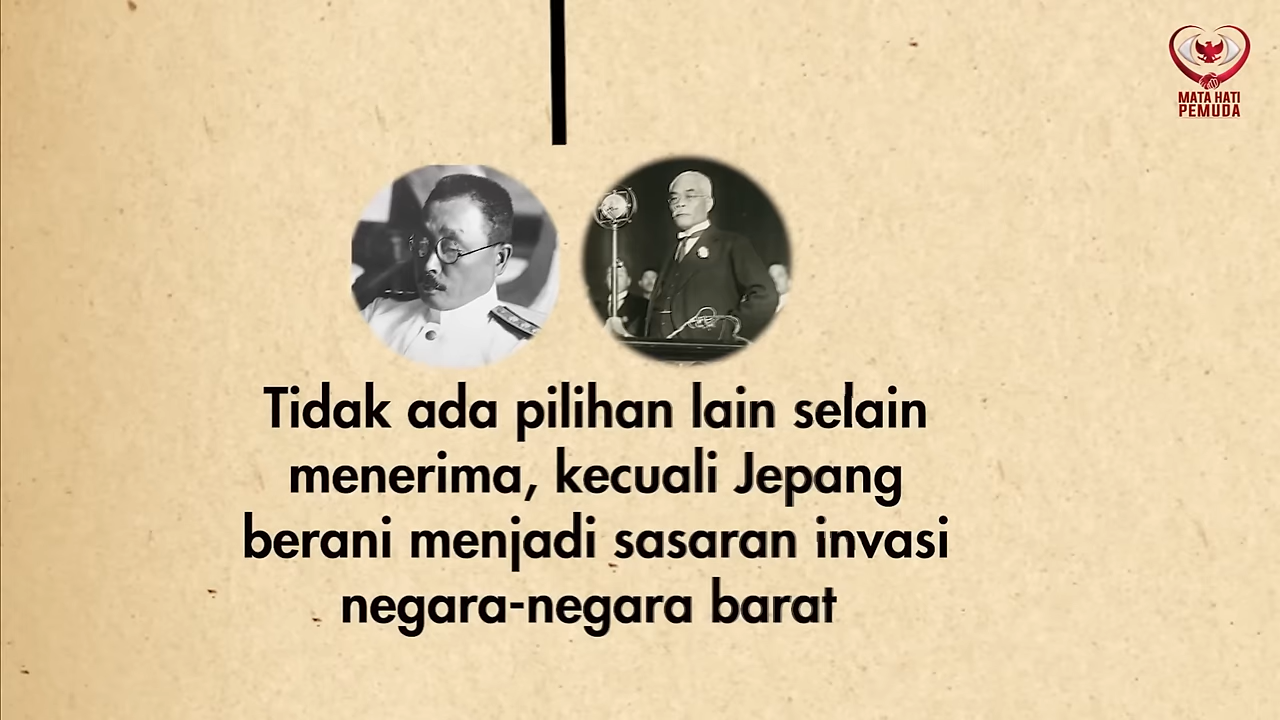 MATA HATI
PEMUDA
Tidak ada pilihan lain selain
menerima, kecuali Jepang
berani menjadi sasaran invasi
negara-negara barat